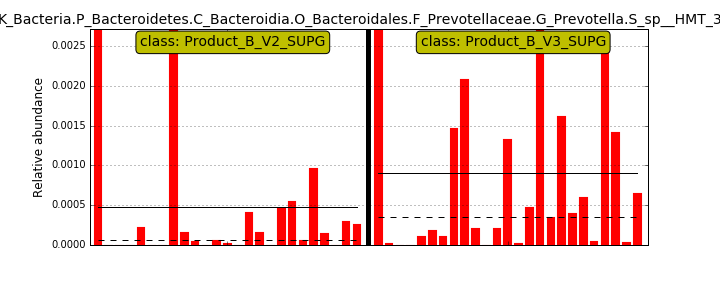 K_Bacteria.P_Bacteroidetes.C_Bacteroidia.O_Bacteroidales.F_Prevotellaceae.G_Prevotella.S_sp__HMT_3
class: Product_B_V2_SUPG
class: Product_B_V3_SUPG
Relative abundance
0.0025
0.0020
0.0015
0.0010
0.0005
0.0000